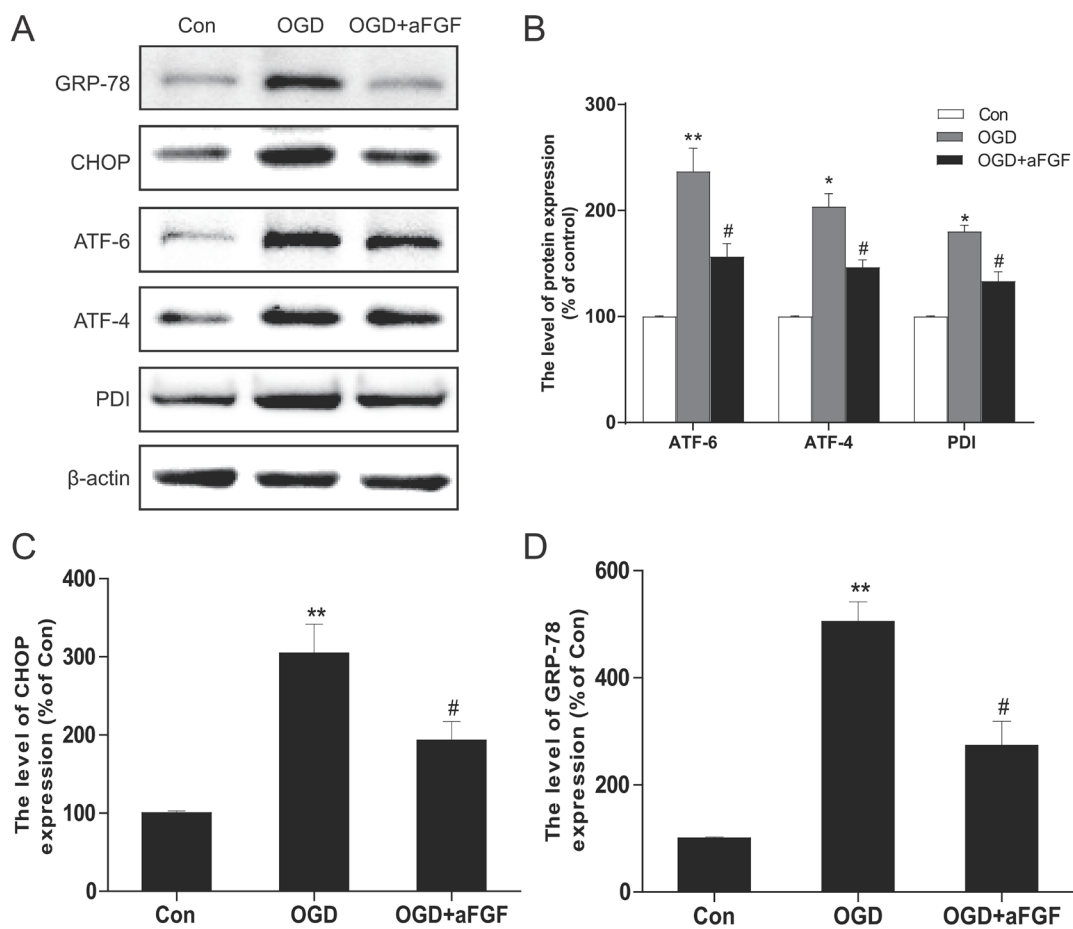 A
Con OGD OGD+aFGF
GRP-78
CHOP
ATF-6
ATF-4
PDI
β-actin
B
The level of protein expression
(% of control)
300
200
100
0
Con
OGD
OGD+aFGF
** # * # * #
ATF-6 ATF-4 PDI
C
The level of CHOP
expression (% of Con)
400
300
200
100
0
**
#
Con OGD OGD+aFGF
D
The level of GRP-78
expression (% of Con)
600
400
200
0
**
#
Con OGD OGD+aFGF